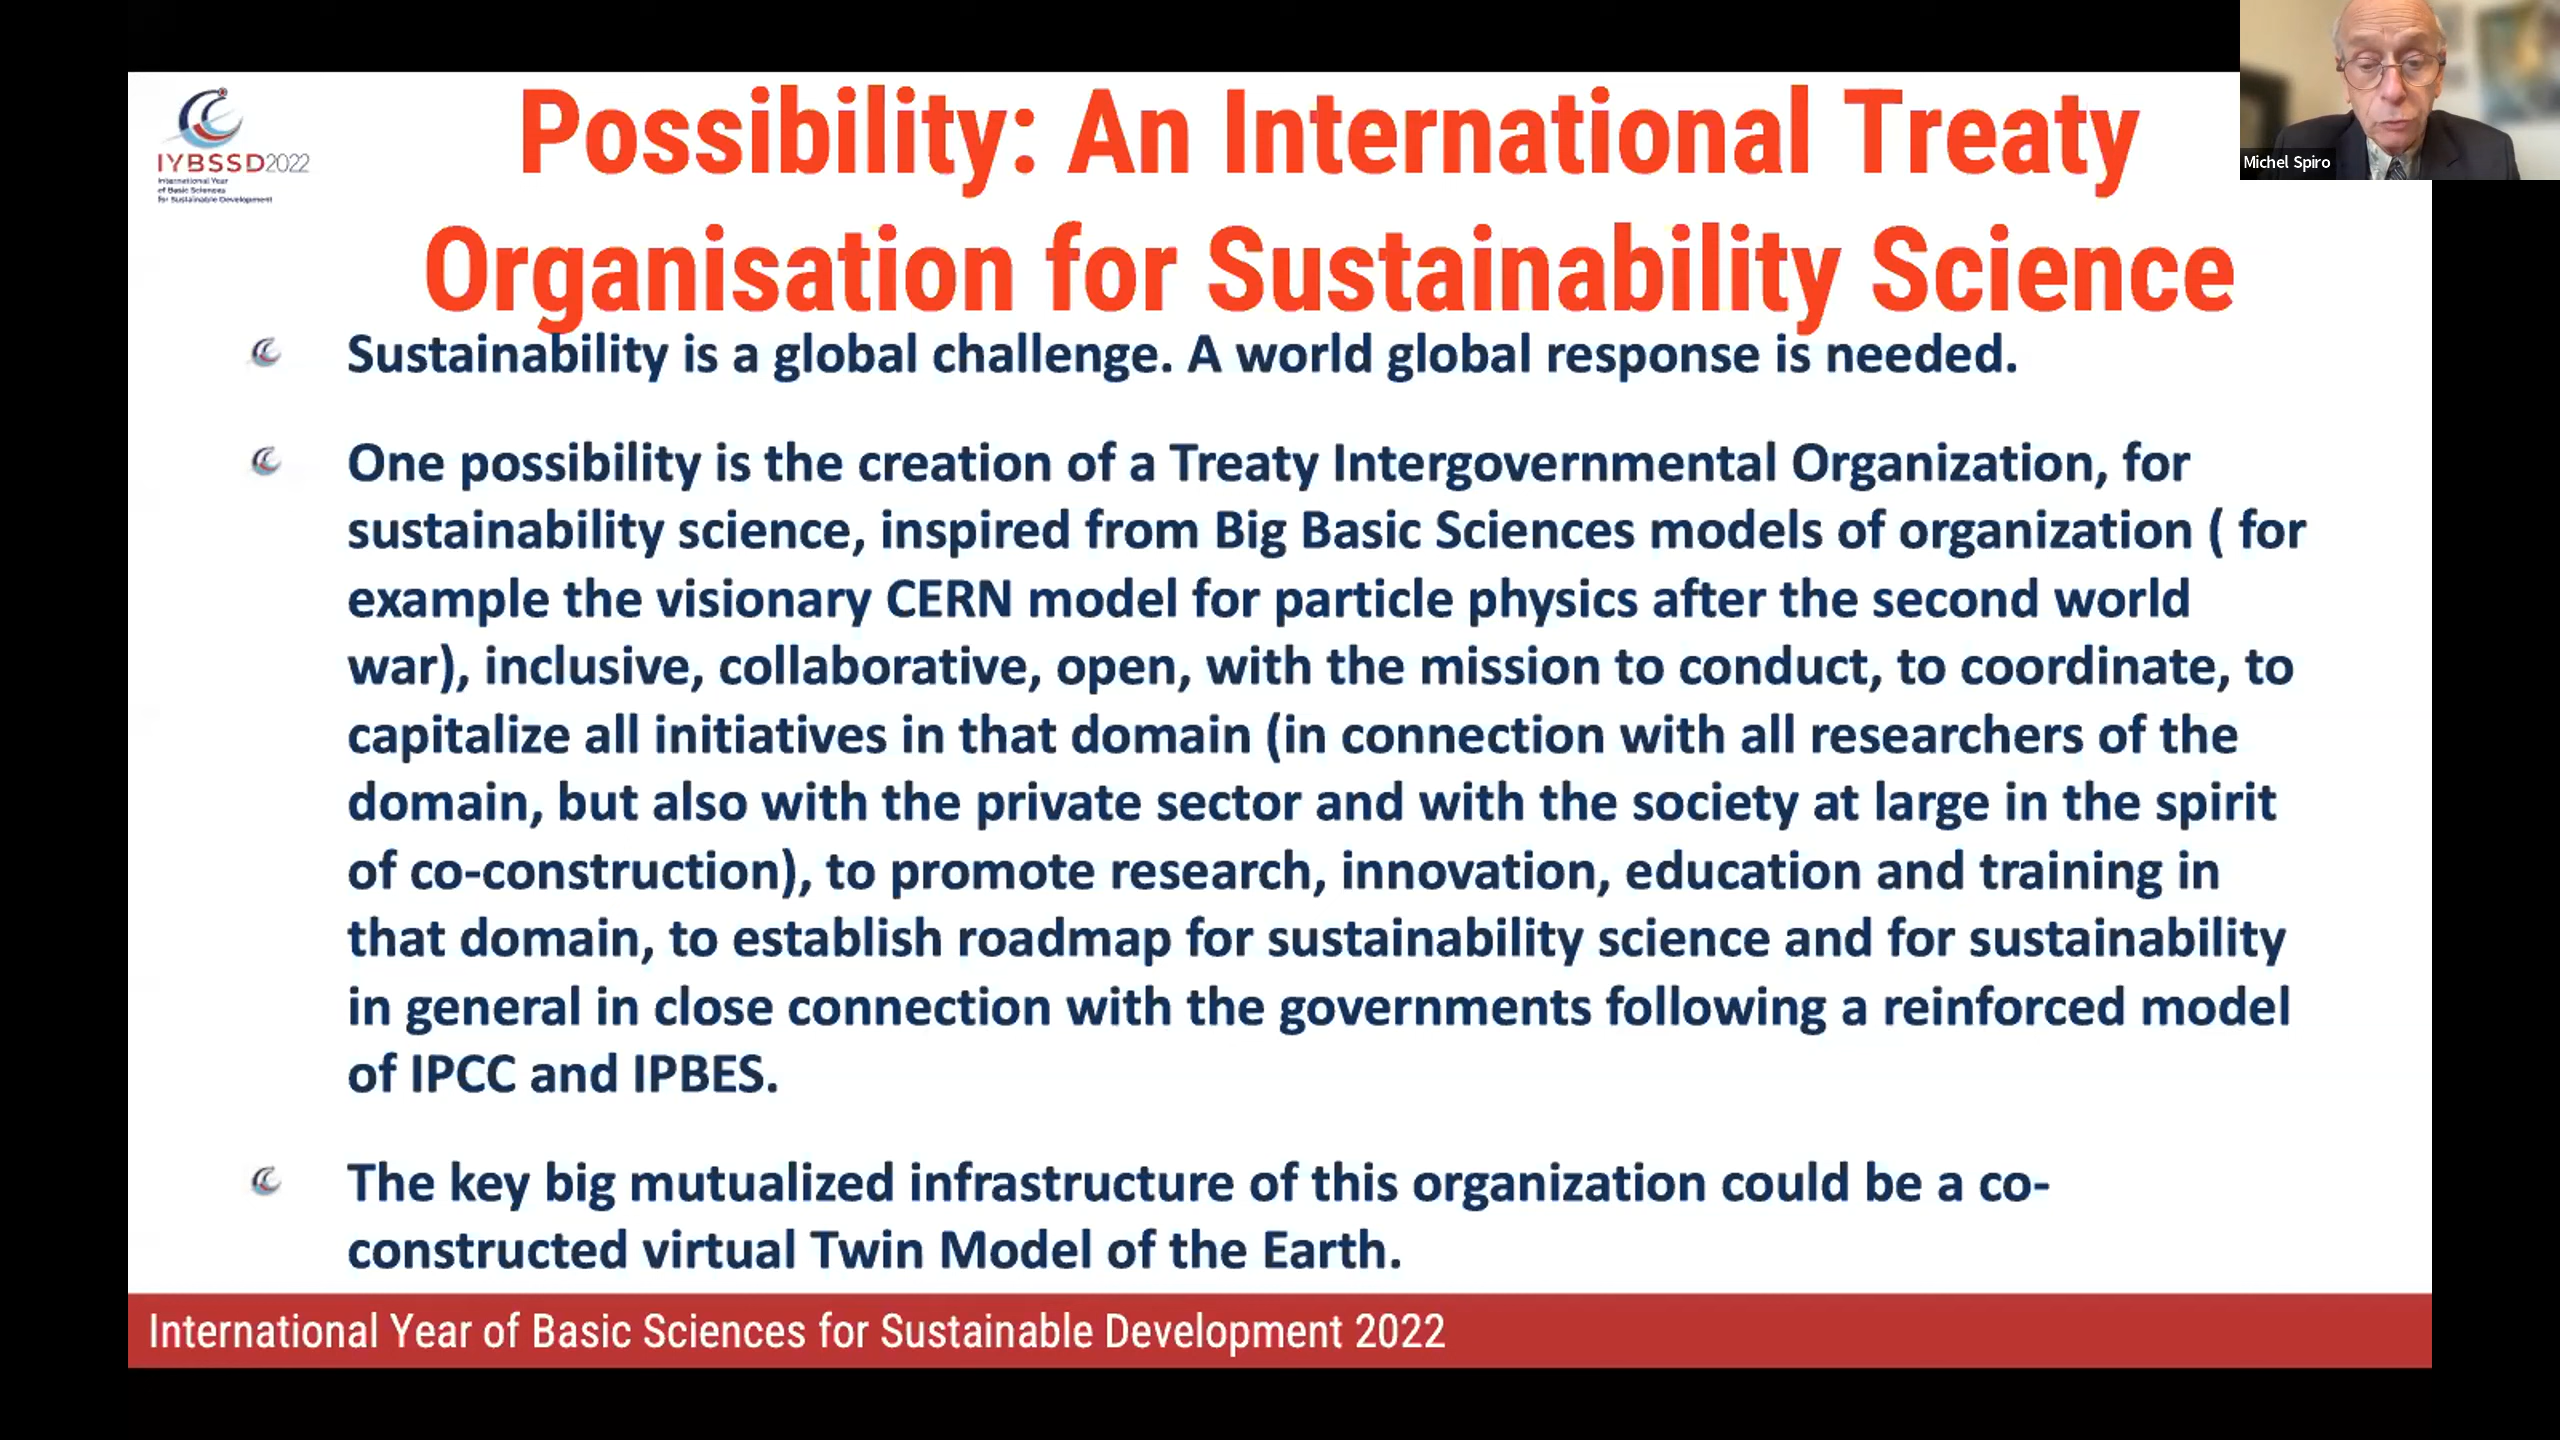 IYBSSD2022
International Year
of Basic Sciences
for Sustainable Development
Possibility: An International Treaty
Organisation for Sustainability Science
Michel Spiro
Sustainability is a global challenge. A world global response is needed.
One possibility is the creation of a Treaty Intergovernmental Organization, for
sustainability science, inspired from Big Basic Sciences models of organization ( for
example the visionary CERN model for particle physics after the second world
war), inclusive, collaborative, open, with the mission to conduct, to coordinate, to
capitalize all initiatives in that domain (in connection with all researchers of the
domain, but also with the private sector and with the society at large in the spirit
of co-construction), to promote research, innovation, education and training in
that domain, to establish roadmap for sustainability science and for sustainability
in general in close connection with the governments following a reinforced model
of IPCC and IPBES.
The key big mutualized infrastructure of this organization could be a co-
constructed virtual Twin Model of the Earth.
International Year of Basic Sciences for Sustainable Development 2022